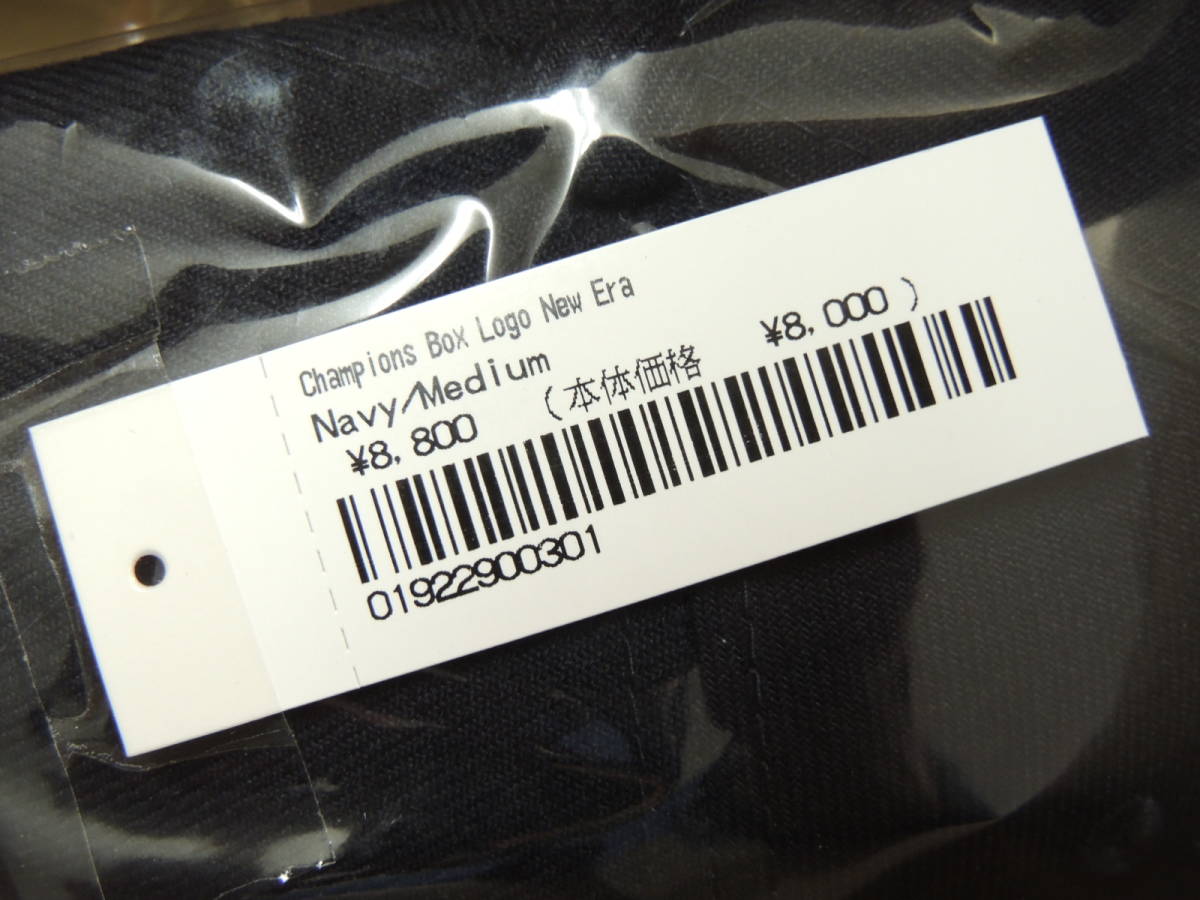 Champions Box Logo New Era
Navy/Medium
¥8,800 (本体価格 ¥8,000 )
01922900301